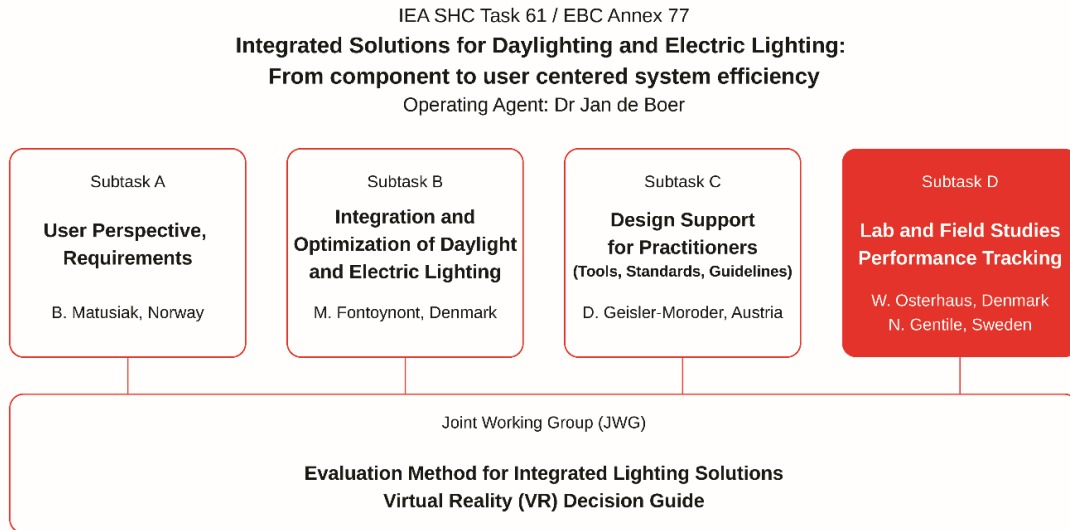 IEA SHC Task 61 / EBC Annex 77
Integrated Solutions for Daylighting and Electric Lighting:
From component to user centered system efficiency
Operating Agent: Dr Jan de Boer
Subtask A
User Perspective,
Requirements
B. Matusiak, Norway
Subtask B
Integration and
Optimization of Daylight
and Electric Lighting
M. Fontoynont, Denmark
Subtask C
Design Support
for Practitioners
(Tools, Standards, Guidelines)
D. Geisler-Moroder, Austria
Subtask D
Lab and Field Studies
Performance Tracking
W. Osterhaus, Denmark
N. Gentile, Sweden
Joint Working Group (JWG)
Evaluation Method for Integrated Lighting Solutions
Virtual Reality (VR) Decision Guide